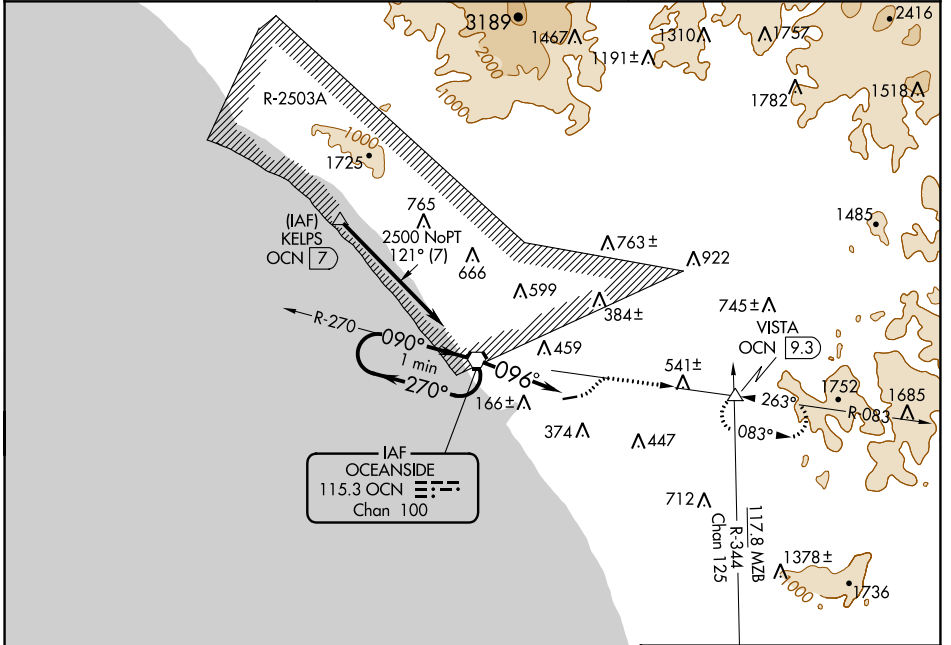 3189
1467
1310
1757
2416
1191±
2000
1000
1782
1518
R-2503A
1000
1725
765
(IAF)
KELPS
OCN 7
2500 NoPT
121° (7)
666
763±
922
1485
599
384±
745±
VISTA
OCN 9.3
R-270
090°
1 min
270°
096°
459
541±
166±
1752
1685
263°
R-083
083°
374
447
IAF
OCEANSIDE
115.3 OCN
Chan 100
712
117.8 MZB
R-344
Chan 125
1378±
1000
1736